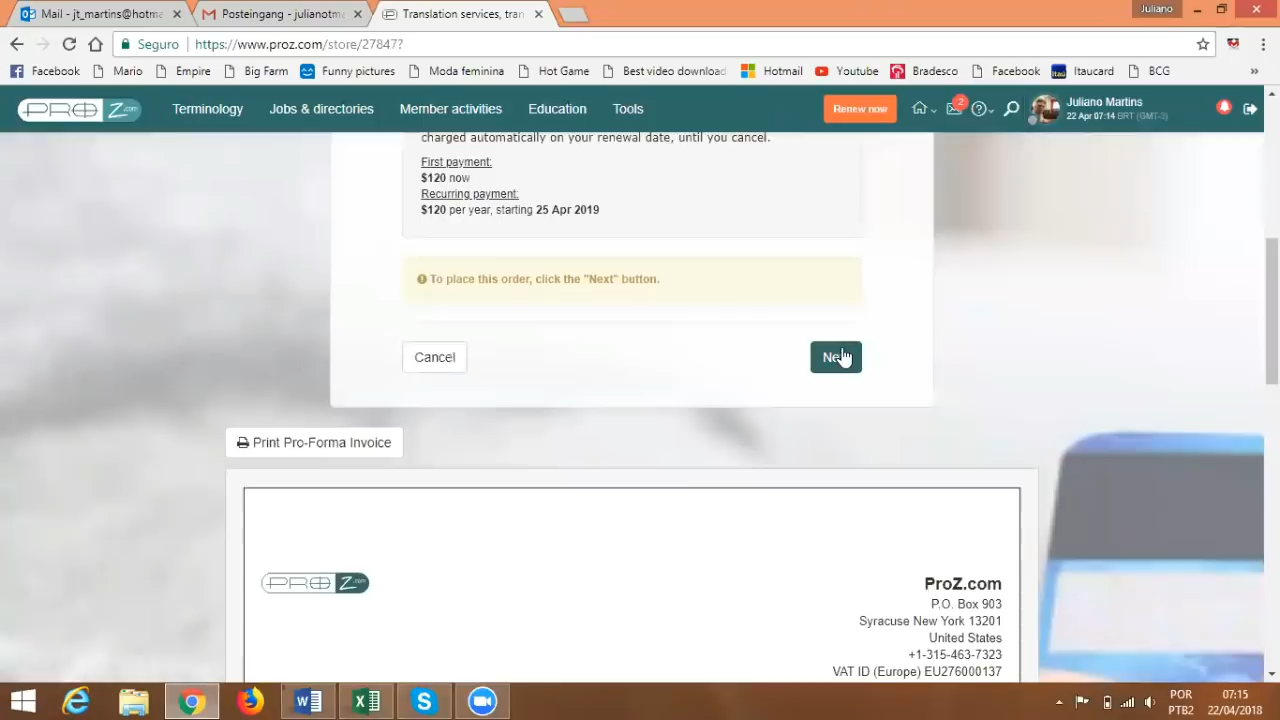 Mail - jt_martins@hotma
Posteingang - julianotm
Translation services, tran
Juliano
Seguro
https://www.proz.com/store/27847?
Facebook
Mario
Empire
Big Farm
Funny pictures
Moda feminina
Hot Game
Best video download
Hotmail
Youtube
Bradesco
Facebook
Itaucard
BCG
»
PROZ.com
Terminology
Jobs & directories
Member activities
Education
Tools
Renew now
2
Juliano Martins
22 Apr 07:14 BRT (GMT-3)
charged automatically on your renewal date, until you cancel.
First payment:
$120 now
Recurring payment:
$120 per year, starting 25 Apr 2019
To place this order, click the "Next" button.
Cancel
Print Pro-Forma Invoice
PROZ.com
ProZ.com
P.O. Box 903
Syracuse New York 13201
United States
+1-315-463-7323
VAT ID (Europe) EU276000137
POR
PTB2
07:15
22/04/2018